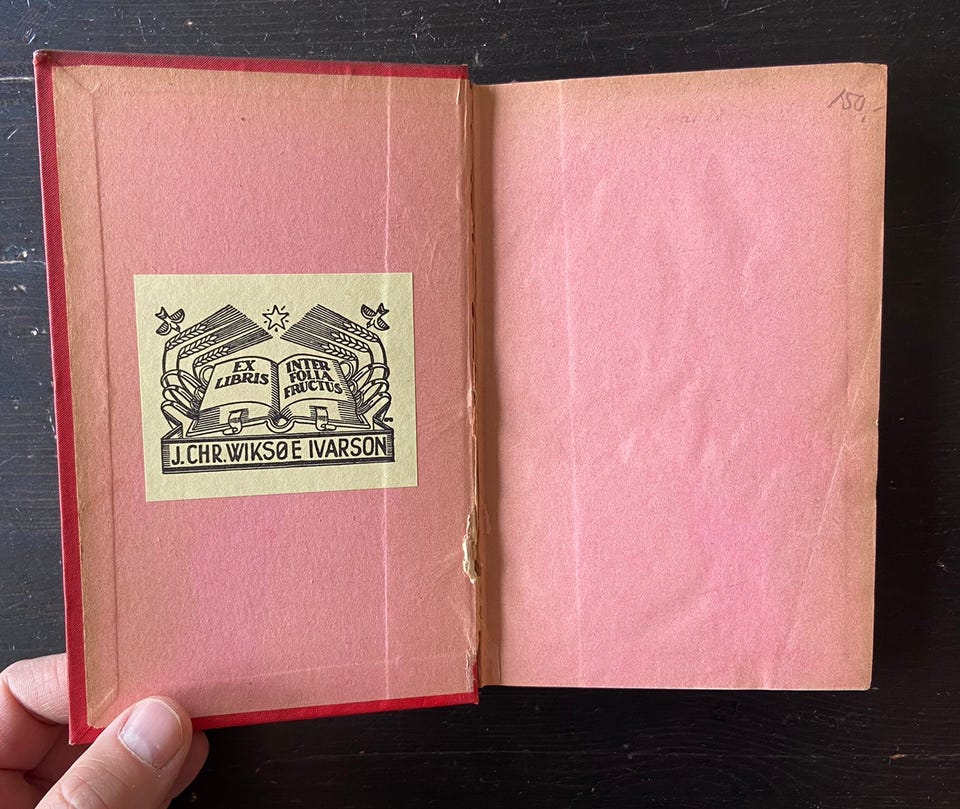 EX
LIBRIS
INTER
FOLIA
FRUCTUS
J. CHR. WIKSØE IVARSON
150,-